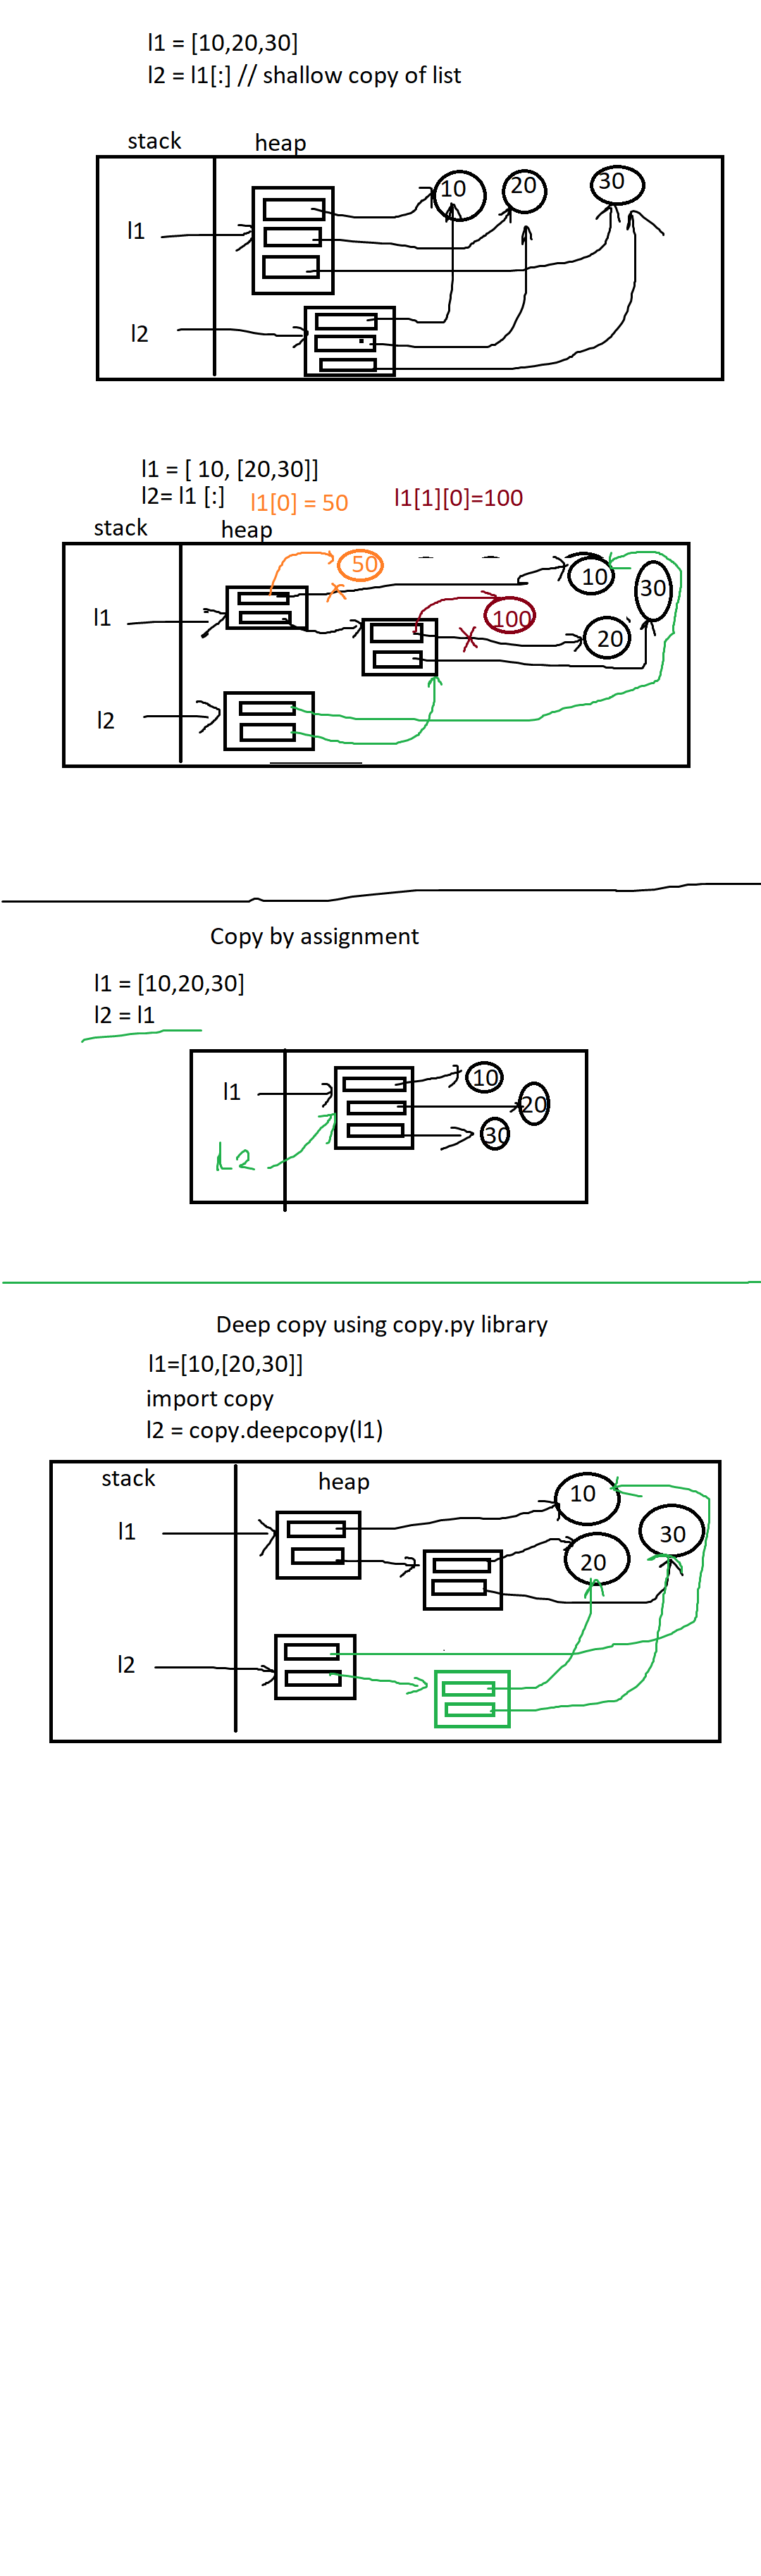 l1 = [10,20,30]
l2 = l1[:] // shallow copy of list
stack heap
10 20 30
l1
l2
l1 = [ 10, [20,30]]
l2= l1 [:] l1[0] = 50 l1[1][0]=100
stack heap
50 10 30
l1 100 20
l2
Copy by assignment
l1 = [10,20,30]
l2 = l1
l1 10
20
30
L2
Deep copy using copy.py library
l1=[10,[20,30]]
import copy
l2 = copy.deepcopy(l1)
stack heap
10
l1 30
20
l2